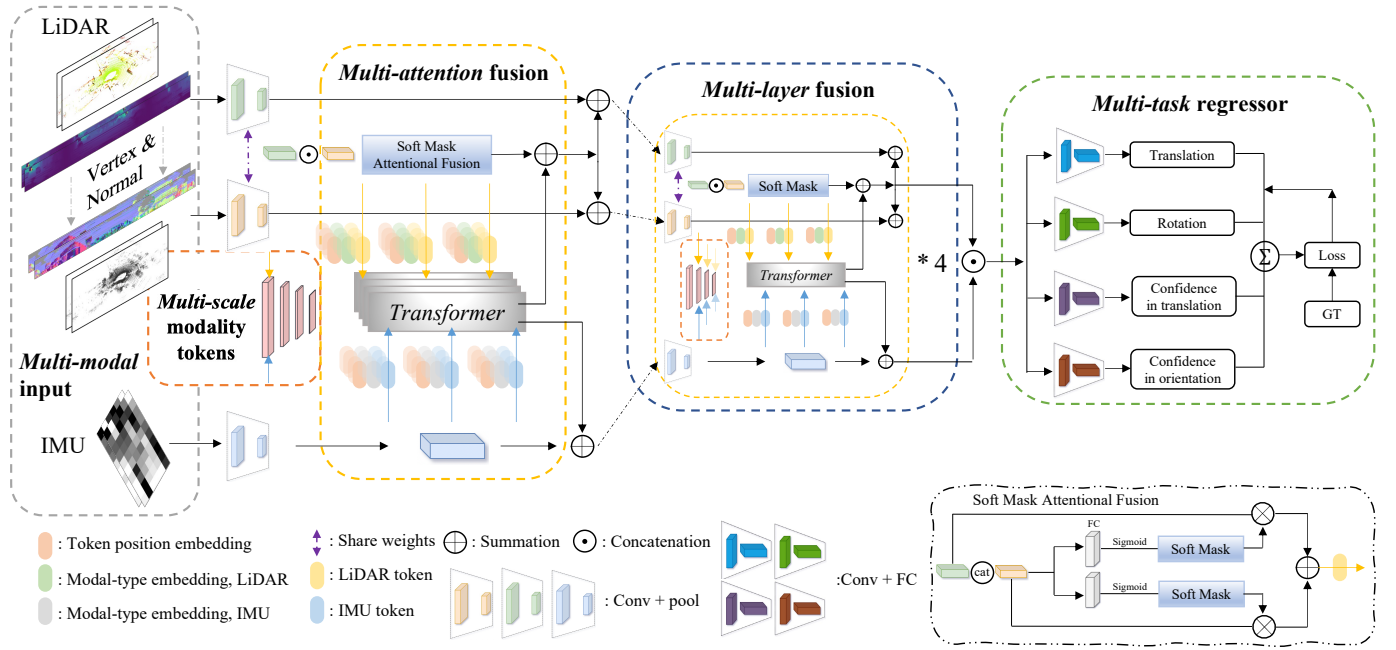 LiDAR
Vertex &
Normal
Multi-scale
modality
tokens
Multi-modal
input
IMU
Multi-attention fusion
Soft Mask
Attentional Fusion
Transformer
Multi-layer fusion
Soft Mask
Transformer
* 4
Multi-task regressor
Translation
Rotation
Confidence
in translation
Confidence
in orientation
Σ
Loss
GT
: Token position embedding
: Modal-type embedding, LiDAR
: Modal-type embedding, IMU
: Share weights
: LiDAR token
: IMU token
: Summation
: Concatenation
: Conv + pool
:Conv + FC
Soft Mask Attentional Fusion
cat
FC
Sigmoid
Soft Mask
Sigmoid
Soft Mask